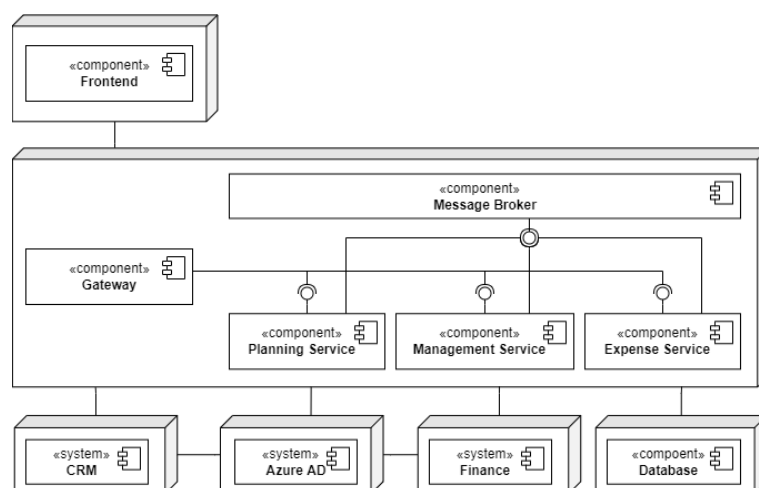 «component»
Frontend
«component»
Message Broker
«component»
Gateway
«component»
Planning Service
«component»
Management Service
«component»
Expense Service
«system»
CRM
«system»
Azure AD
«system»
Finance
«compoent»
Database